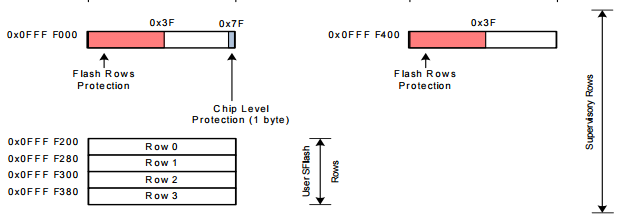 0x3F
0x7F
0x3F
0x0FFF F000
0x0FFF F400
Flash Rows
Protection
Chip Level
Protection (1 byte)
Flash Rows
Protection
Supervisory Rows
0x0FFF F200
Row 0
0x0FFF F280
Row 1
0x0FFF F300
Row 2
0x0FFF F380
Row 3
User SFlash
Rows